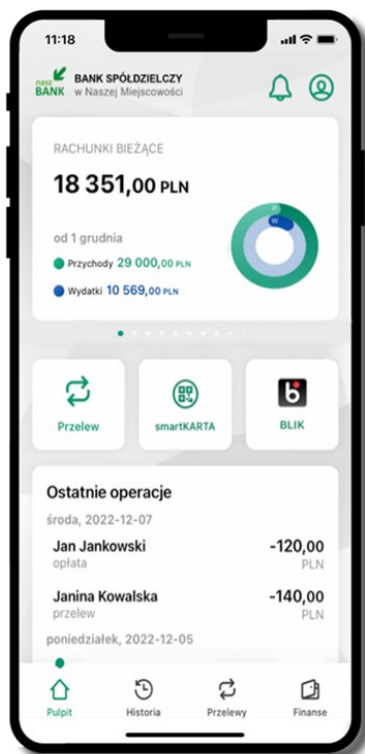 11:18
nasz BANK
BANK SPÓŁDZIELCZY
w Naszej Miejscowości
RACHUNKI BIEŻĄCE
18 351,00 PLN
od 1 grudnia
Przychody 29 000,00 PLN
Wydatki 10 569,00 PLN
P
W
Przelew
smartKARTA
BLIK
Ostatnie operacje
środa, 2022-12-07
Jan Jankowski -120,00
opłata PLN
Janina Kowalska -140,00
przelew PLN
poniedziałek, 2022-12-05
Pulpit Historia Przelewy Finanse